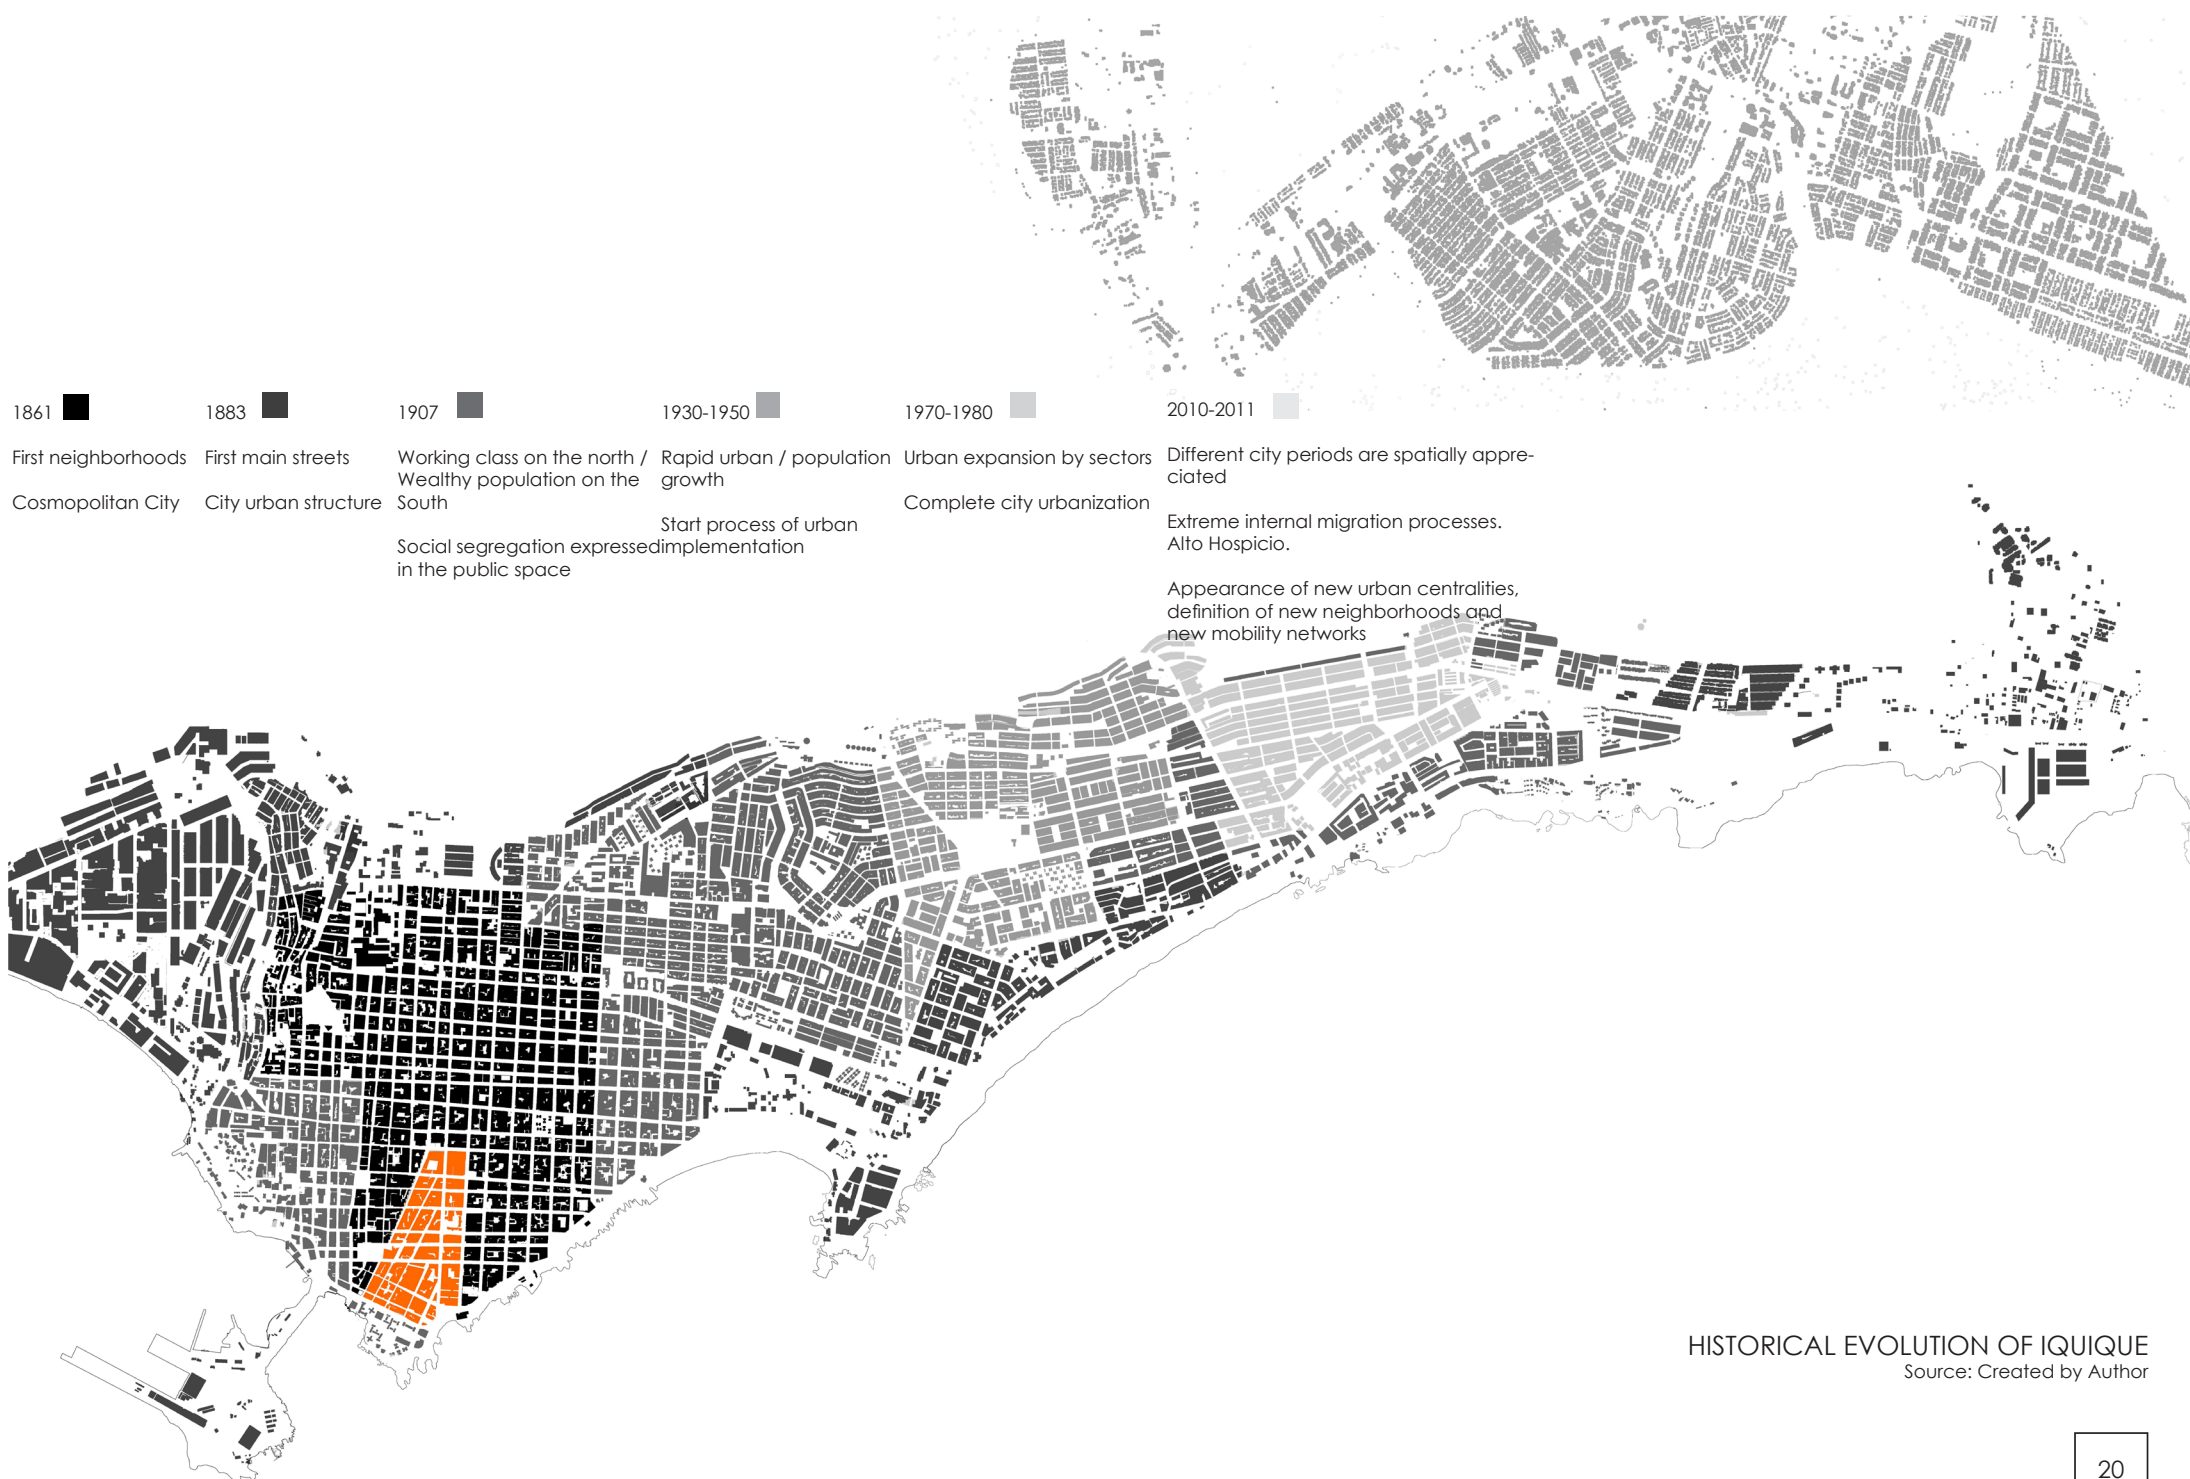 1861
First neighborhoods
Cosmopolitan City
1883
First main streets
City urban structure
1907
Working class on the north /
Wealthy population on the
South
Social segregation expressed
in the public space
1930-1950
Rapid urban / population
growth
Start process of urban
implementation
1970-1980
Urban expansion by sectors
Complete city urbanization
2010-2011
Different city periods are spatially appre-
ciated
Extreme internal migration processes.
Alto Hospicio.
Appearance of new urban centralities,
definition of new neighborhoods and
new mobility networks
HISTORICAL EVOLUTION OF IQUIQUE
Source: Created by Author
20